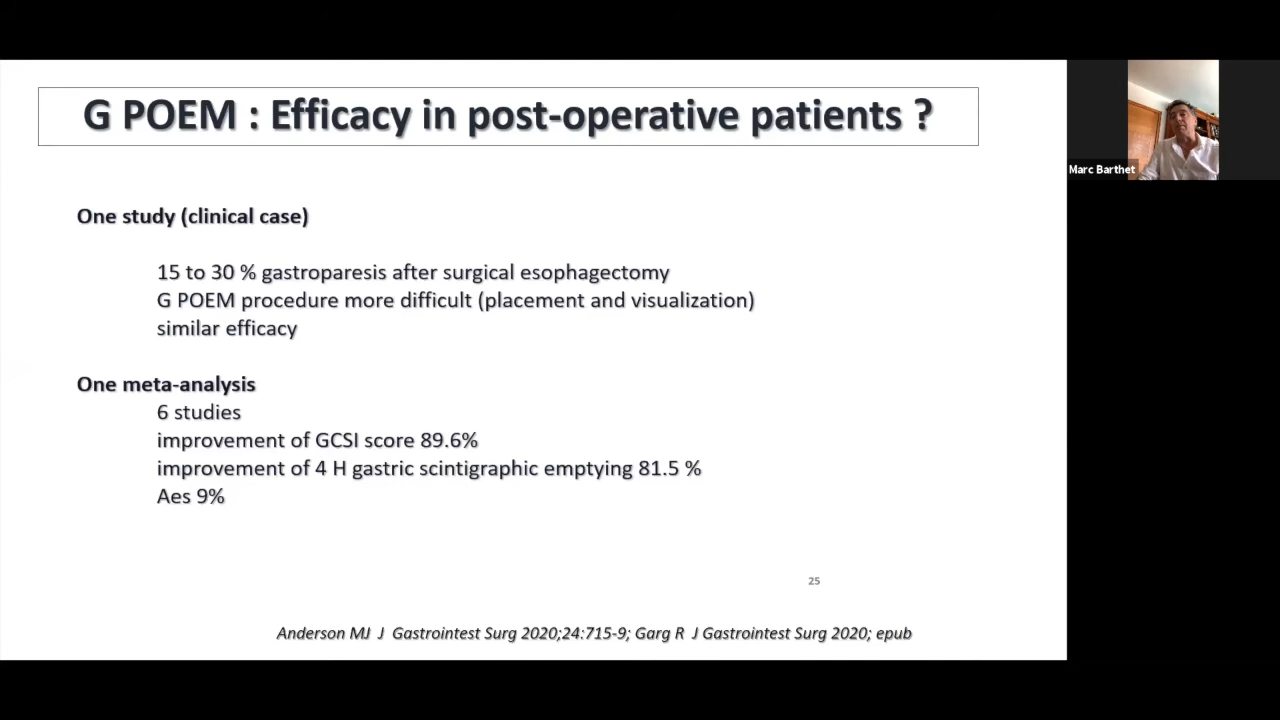 G POEM : Efficacy in post-operative patients ?
Marc Barthet
One study (clinical case)
15 to 30 % gastroparesis after surgical esophagectomy
G POEM procedure more difficult (placement and visualization)
similar efficacy
One meta-analysis
6 studies
improvement of GCSI score 89.6%
improvement of 4 H gastric scintigraphic emptying 81.5 %
Aes 9%
25
Anderson MJ J Gastrointest Surg 2020;24:715-9; Garg R J Gastrointest Surg 2020; epub